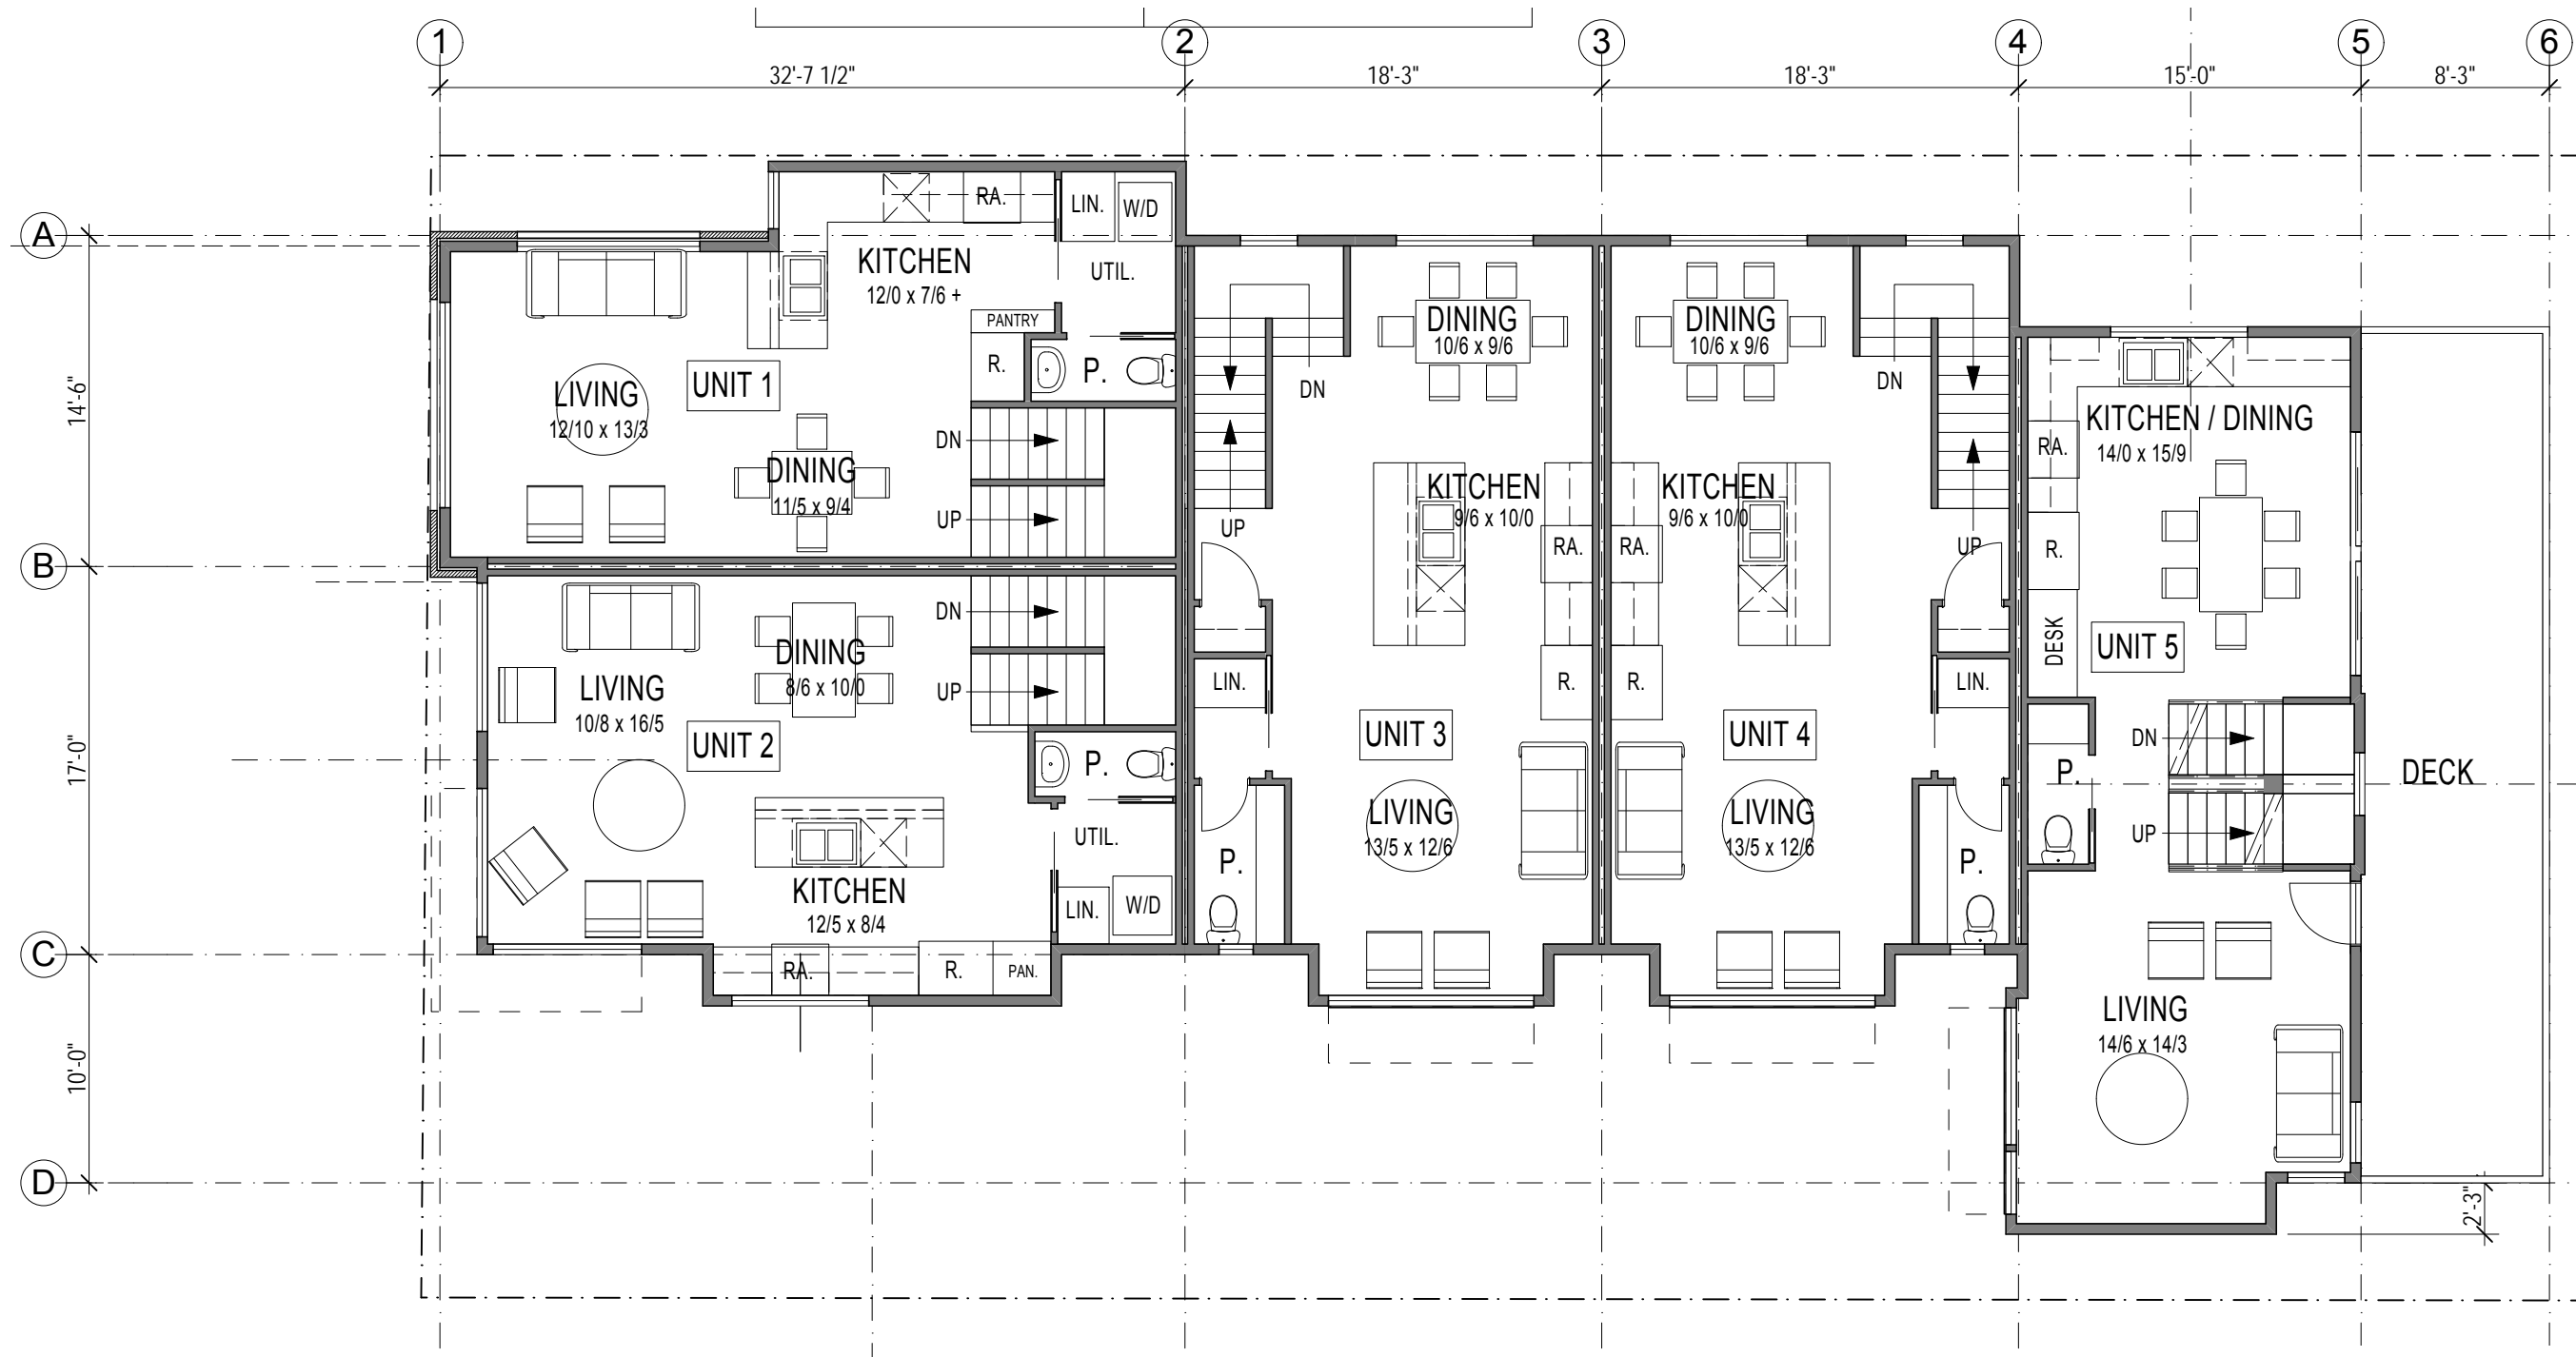 1 2 3 4 5 6
32'-7 1/2" 18'-3" 18'-3" 15'-0" 8'-3"
A
B
C
D
14'-6"
17'-0"
10'-0"
2'-3"
RA.
LIN.
W/D
KITCHEN
12/0 x 7/6 +
UTIL.
PANTRY
R.
P.
UNIT 1
LIVING
12/10 x 13/3
DINING
11/5 x 9/4
DN
UP
DN
UP
DINING
8/6 x 10/0
LIVING
10/8 x 16/5
UNIT 2
P.
UTIL.
KITCHEN
12/5 x 8/4
LIN.
W/D
RA.
R.
PAN.
DINING
10/6 x 9/6
DN
UP
KITCHEN
9/6 x 10/0
RA.
R.
LIN.
UNIT 3
LIVING
13/5 x 12/6
P.
DINING
10/6 x 9/6
DN
UP
KITCHEN
9/6 x 10/0
RA.
R.
LIN.
UNIT 4
LIVING
13/5 x 12/6
P.
KITCHEN / DINING
14/0 x 15/9
RA.
R.
DESK
UNIT 5
DN
UP
P.
DECK
LIVING
14/6 x 14/3